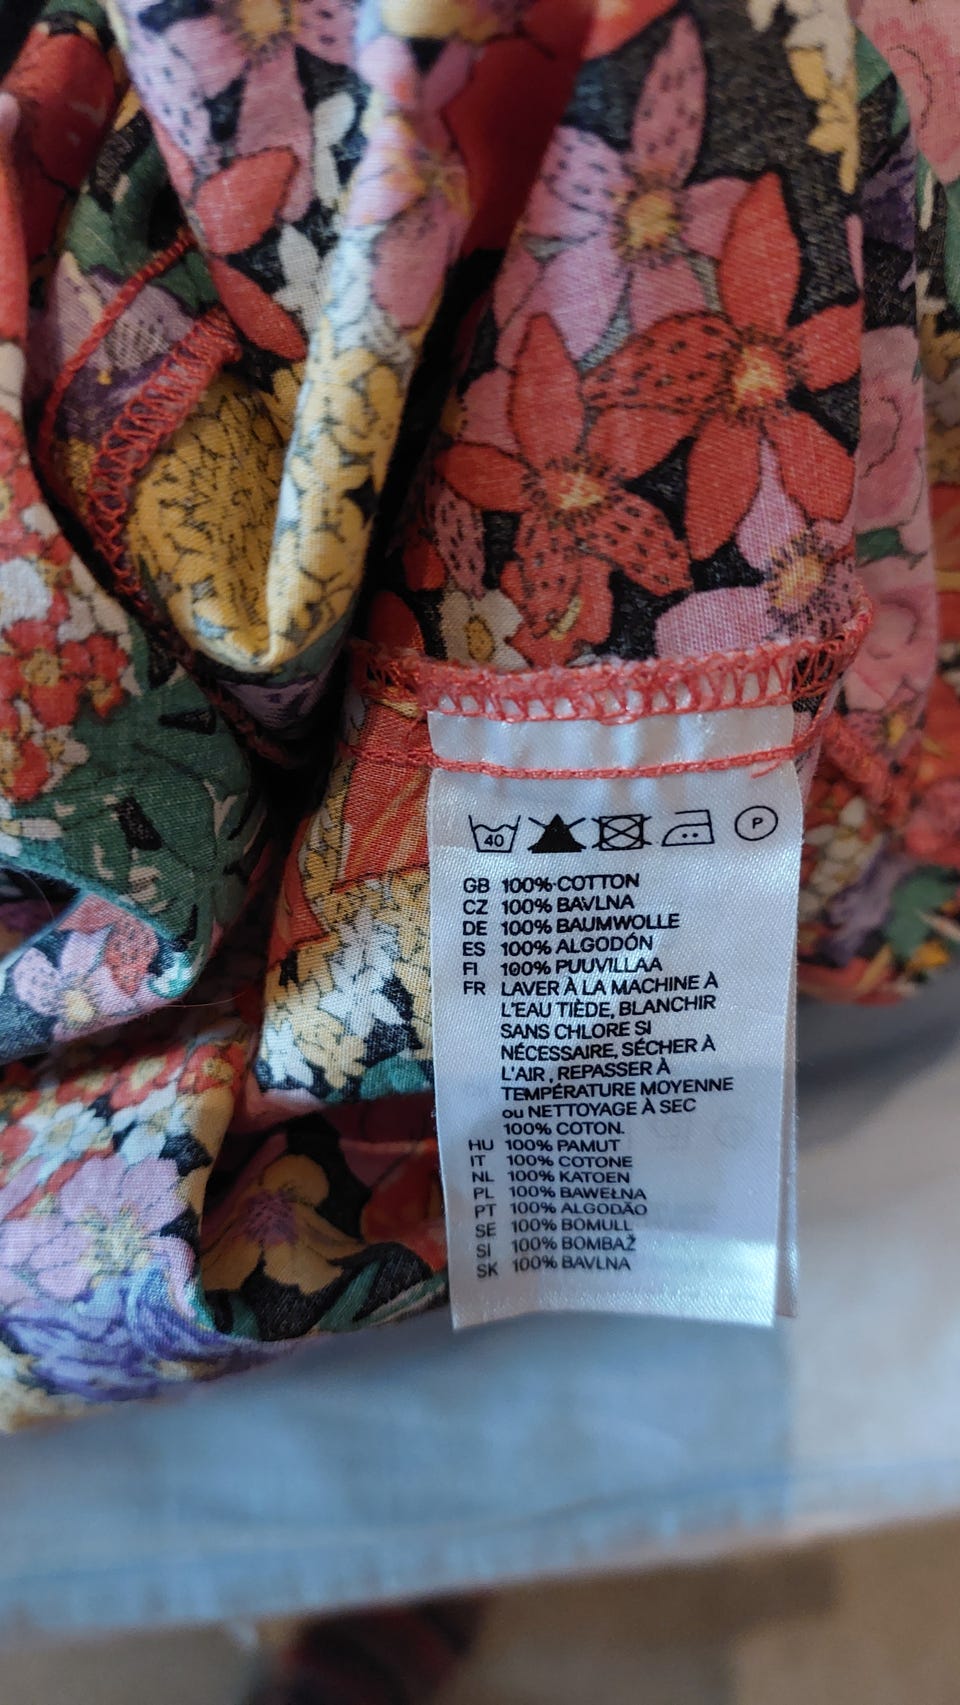 40 P
GB 100% COTTON
CZ 100% BAVLNA
DE 100% BAUMWOLLE
ES 100% ALGODÓN
FI 100% PUUVILLAA
FR LAVER À LA MACHINE À
L'EAU TIÈDE, BLANCHIR
SANS CHLORE SI
NÉCESSAIRE, SÉCHER À
L'AIR , REPASSER À
TEMPÉRATURE MOYENNE
ou NETTOYAGE À SEC
100% COTON.
HU 100% PAMUT
IT 100% COTONE
NL 100% KATOEN
PL 100% BAWEŁNA
PT 100% ALGODÃO
SE 100% BOMULL
SI 100% BOMBAŽ
SK 100% BAVLNA